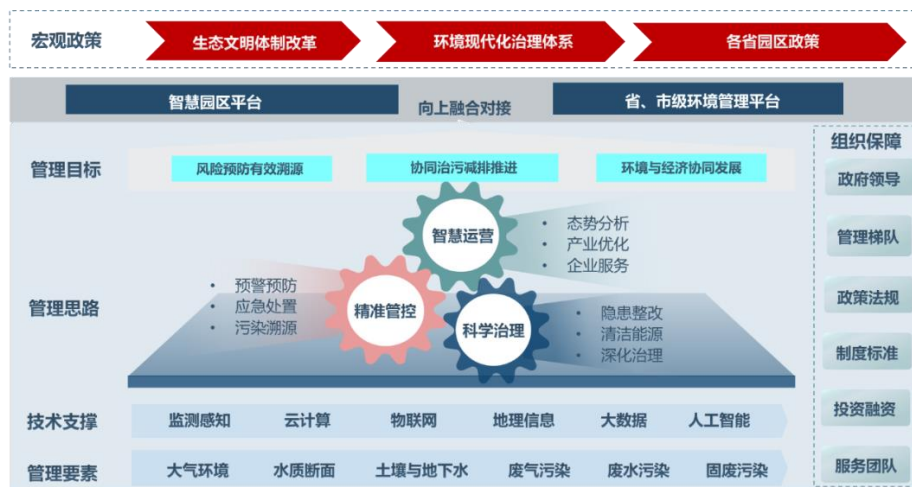 宏观政策
生态文明体制改革
环境现代化治理体系
各省园区政策
智慧园区平台
向上融合对接
省、市级环境管理平台
管理目标
风险预防有效溯源
协同治污减排推进
环境与经济协同发展
管理思路
智慧运营
• 态势分析
• 产业优化
• 企业服务
• 预警预防
• 应急处置
• 污染溯源
精准管控
科学治理
• 隐患整改
• 清洁能源
• 深化治理
技术支撑
监测感知
云计算
物联网
地理信息
大数据
人工智能
管理要素
大气环境
水质断面
土壤与地下水
废气污染
废水污染
固废污染
组织保障
政府领导
管理梯队
政策法规
制度标准
投资融资
服务团队